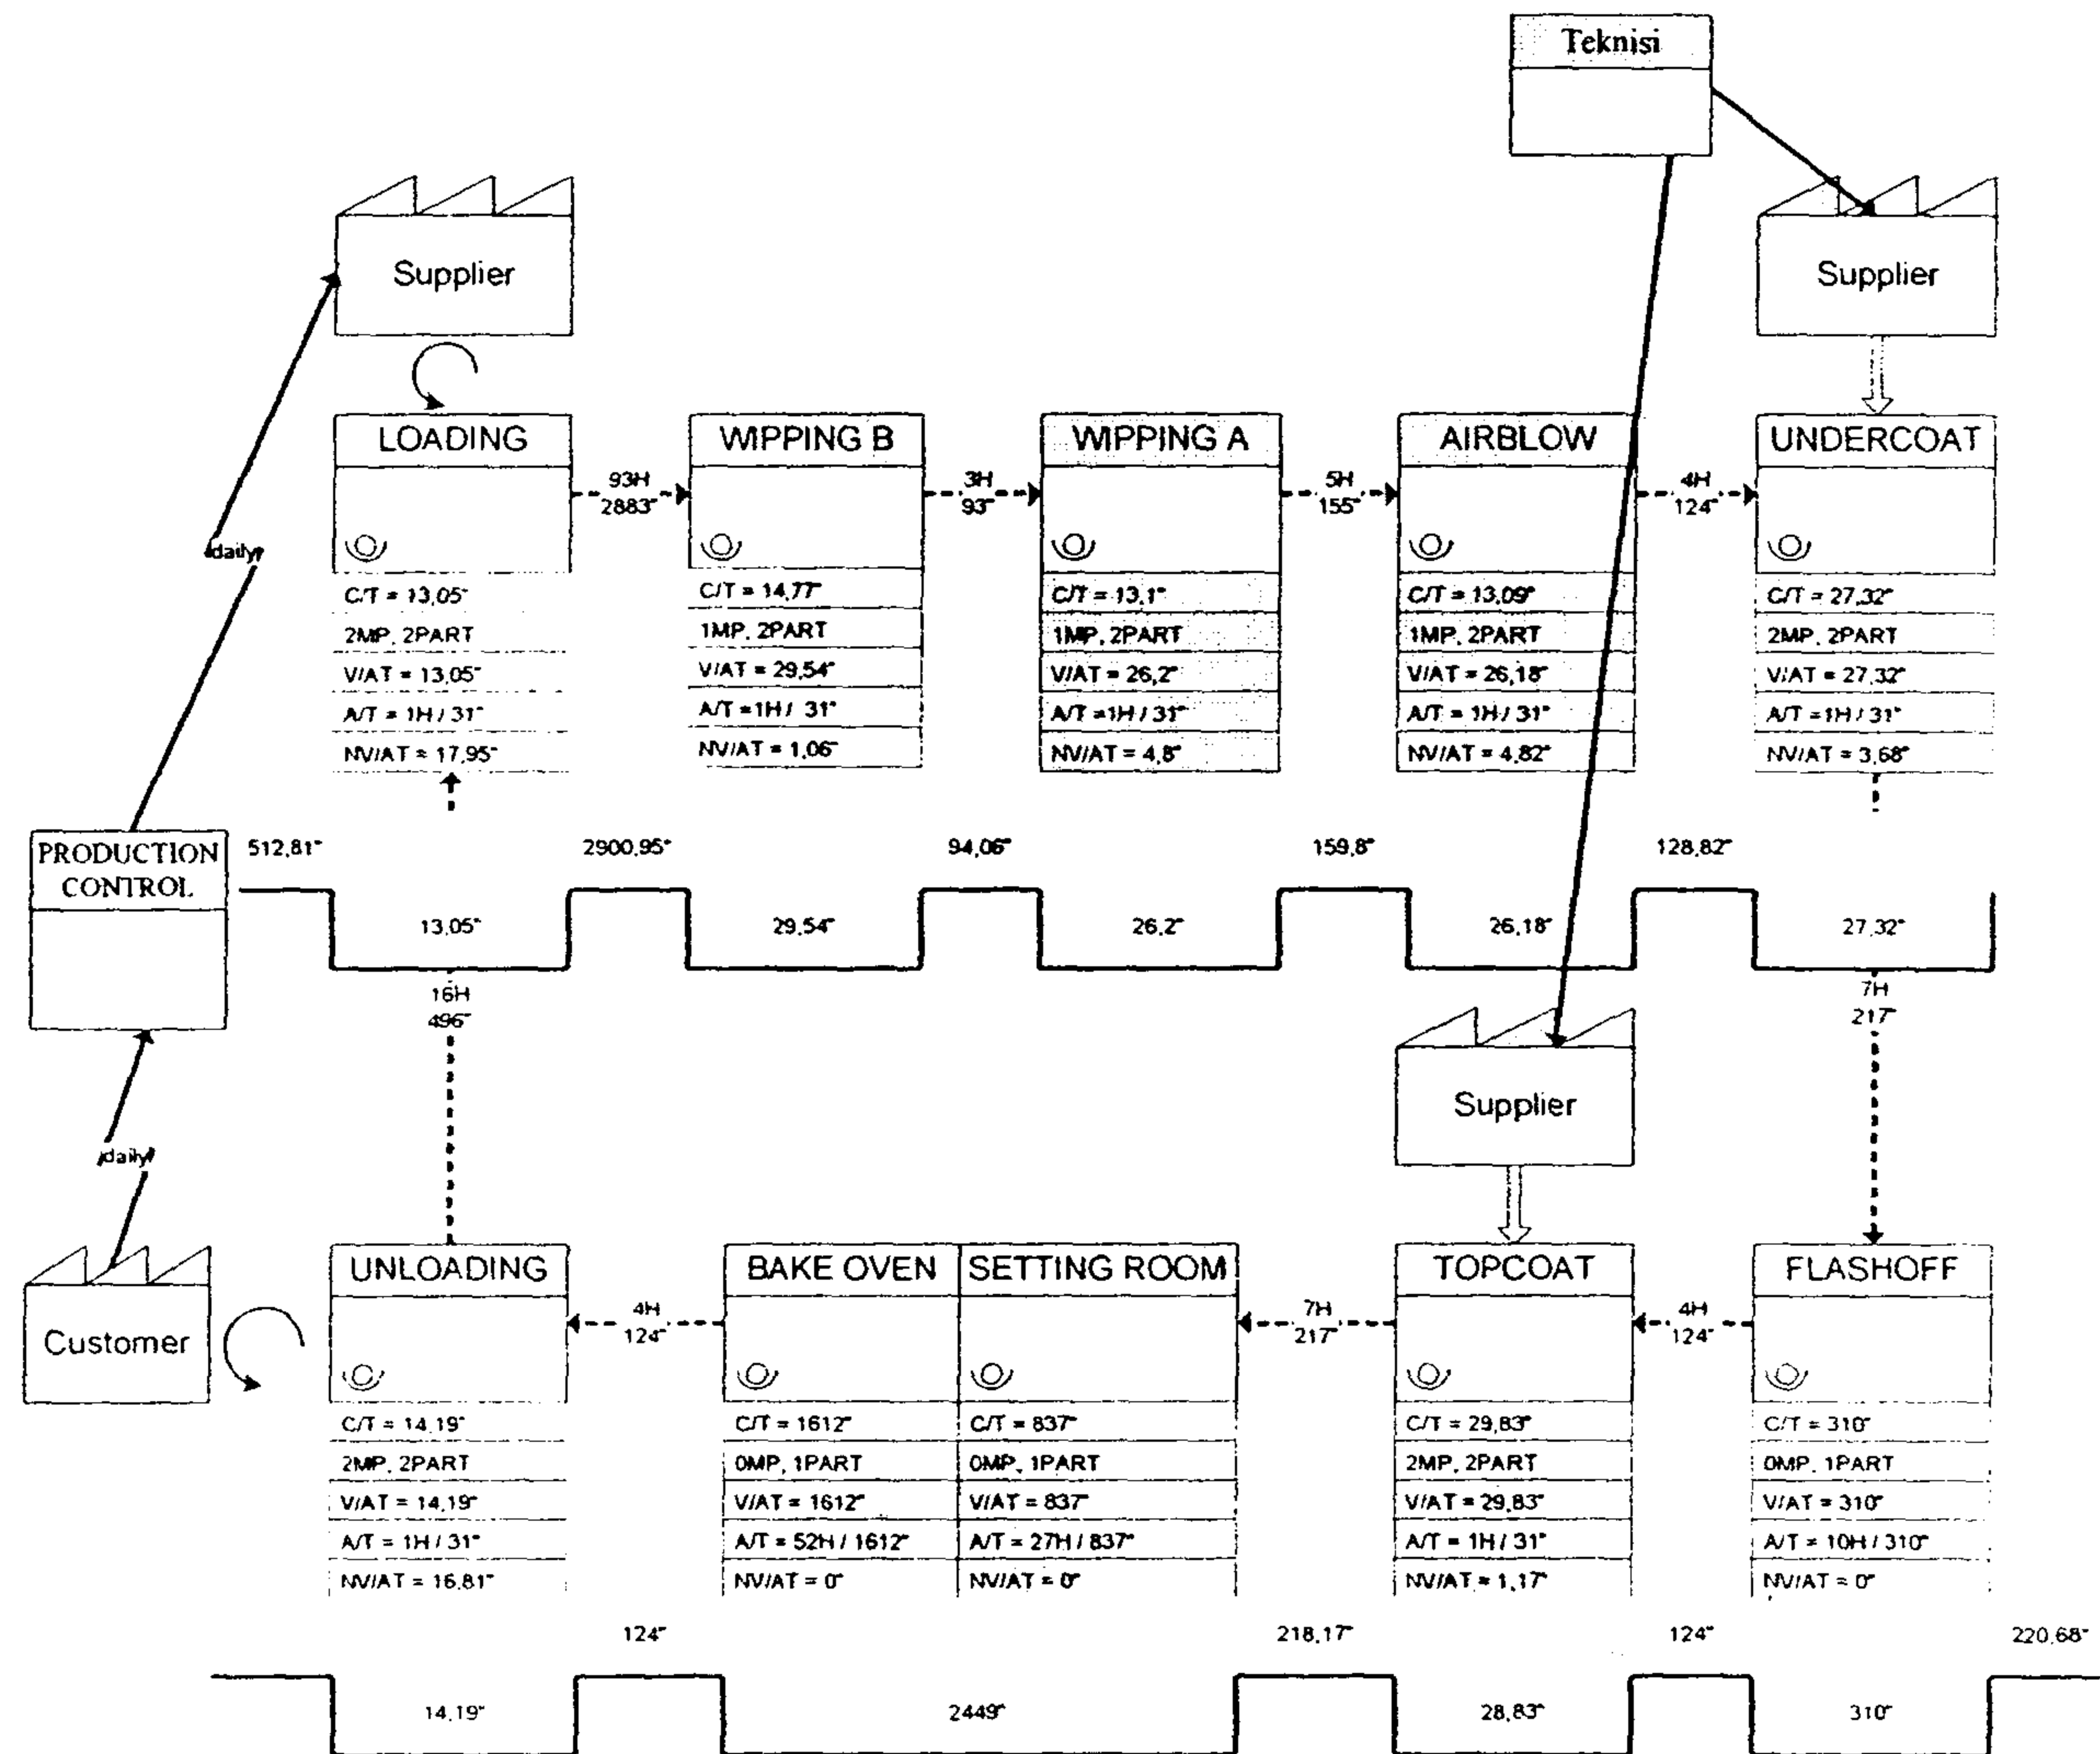 Teknisi
Supplier
Supplier
LOADING
93H
2883"
WIPPING B
3H
93"
WIPPING A
5H
155"
AIRBLOW
4H
124"
UNDERCOAT
daily
C/T = 13,05"
2MP, 2PART
V/AT = 13,05"
A/T = 1H / 31"
NV/AT = 17,95"
C/T = 14,77"
1MP, 2PART
V/AT = 29,54"
A/T =1H / 31"
NV/AT = 1,06"
C/T = 13,1"
1MP, 2PART
V/AT = 26,2"
A/T =1H / 31"
NV/AT = 4,8"
C/T = 13,09"
1MP, 2PART
V/AT = 26,18"
A/T = 1H / 31"
NV/AT = 4,82"
C/T = 27,32"
2MP, 2PART
V/AT = 27,32"
A/T =1H / 31"
NV/AT = 3,68"
PRODUCTION
CONTROL
512,81"
2900,95"
94,06"
159,8"
128,82"
13,05"
29,54"
26,2"
26,18"
27,32"
16H
496"
7H
217"
Supplier
daily
Customer
UNLOADING
4H
124"
BAKE OVEN
SETTING ROOM
7H
217"
TOPCOAT
4H
124"
FLASHOFF
C/T = 14,19"
2MP, 2PART
V/AT = 14,19"
A/T = 1H / 31"
NV/AT = 16,81"
C/T = 1612"
0MP, 1PART
V/AT = 1612"
A/T = 52H / 1612"
NV/AT = 0"
C/T = 837"
0MP, 1PART
V/AT = 837"
A/T = 27H / 837"
NV/AT = 0"
C/T = 29,83"
2MP, 2PART
V/AT = 29,83"
A/T = 1H / 31"
NV/AT = 1,17"
C/T = 310"
0MP, 1PART
V/AT = 310"
A/T = 10H / 310"
NV/AT = 0"
124"
218,17"
124"
220,68"
14,19"
2449"
28,83"
310"